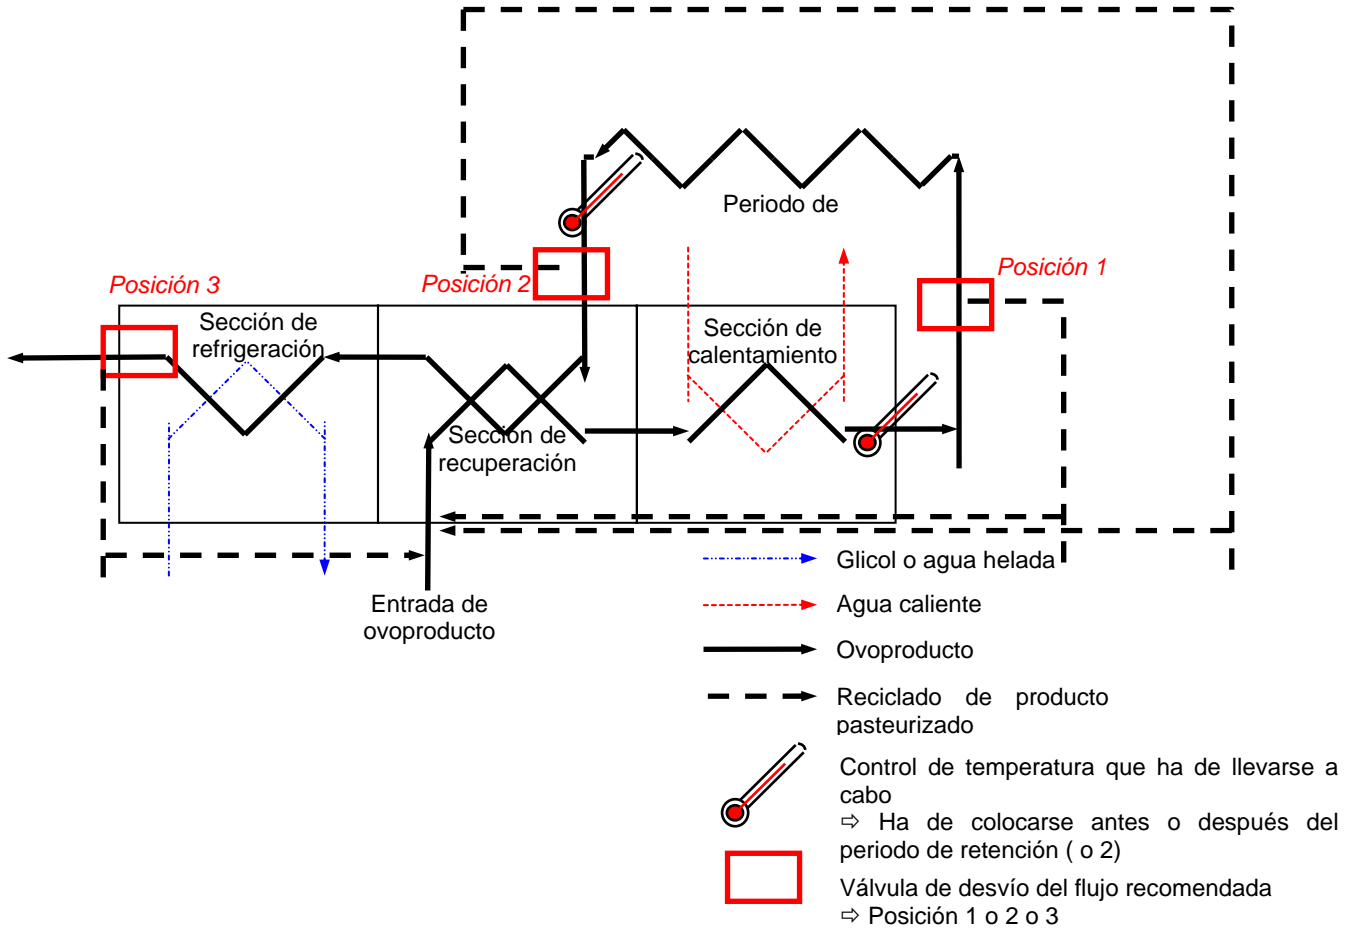 Periodo de
Posición 3
Posición 2
Posición 1
Sección de
refrigeración
Sección de
calentamiento
Sección de
recuperación
Entrada de
ovoproducto
Glicol o agua helada
Agua caliente
Ovoproducto
Reciclado de producto
pasteurizado
Control de temperatura que ha de llevarse a
cabo
⇨ Ha de colocarse antes o después del
periodo de retención ( o 2)
Válvula de desvío del flujo recomendada
⇨ Posición 1 o 2 o 3